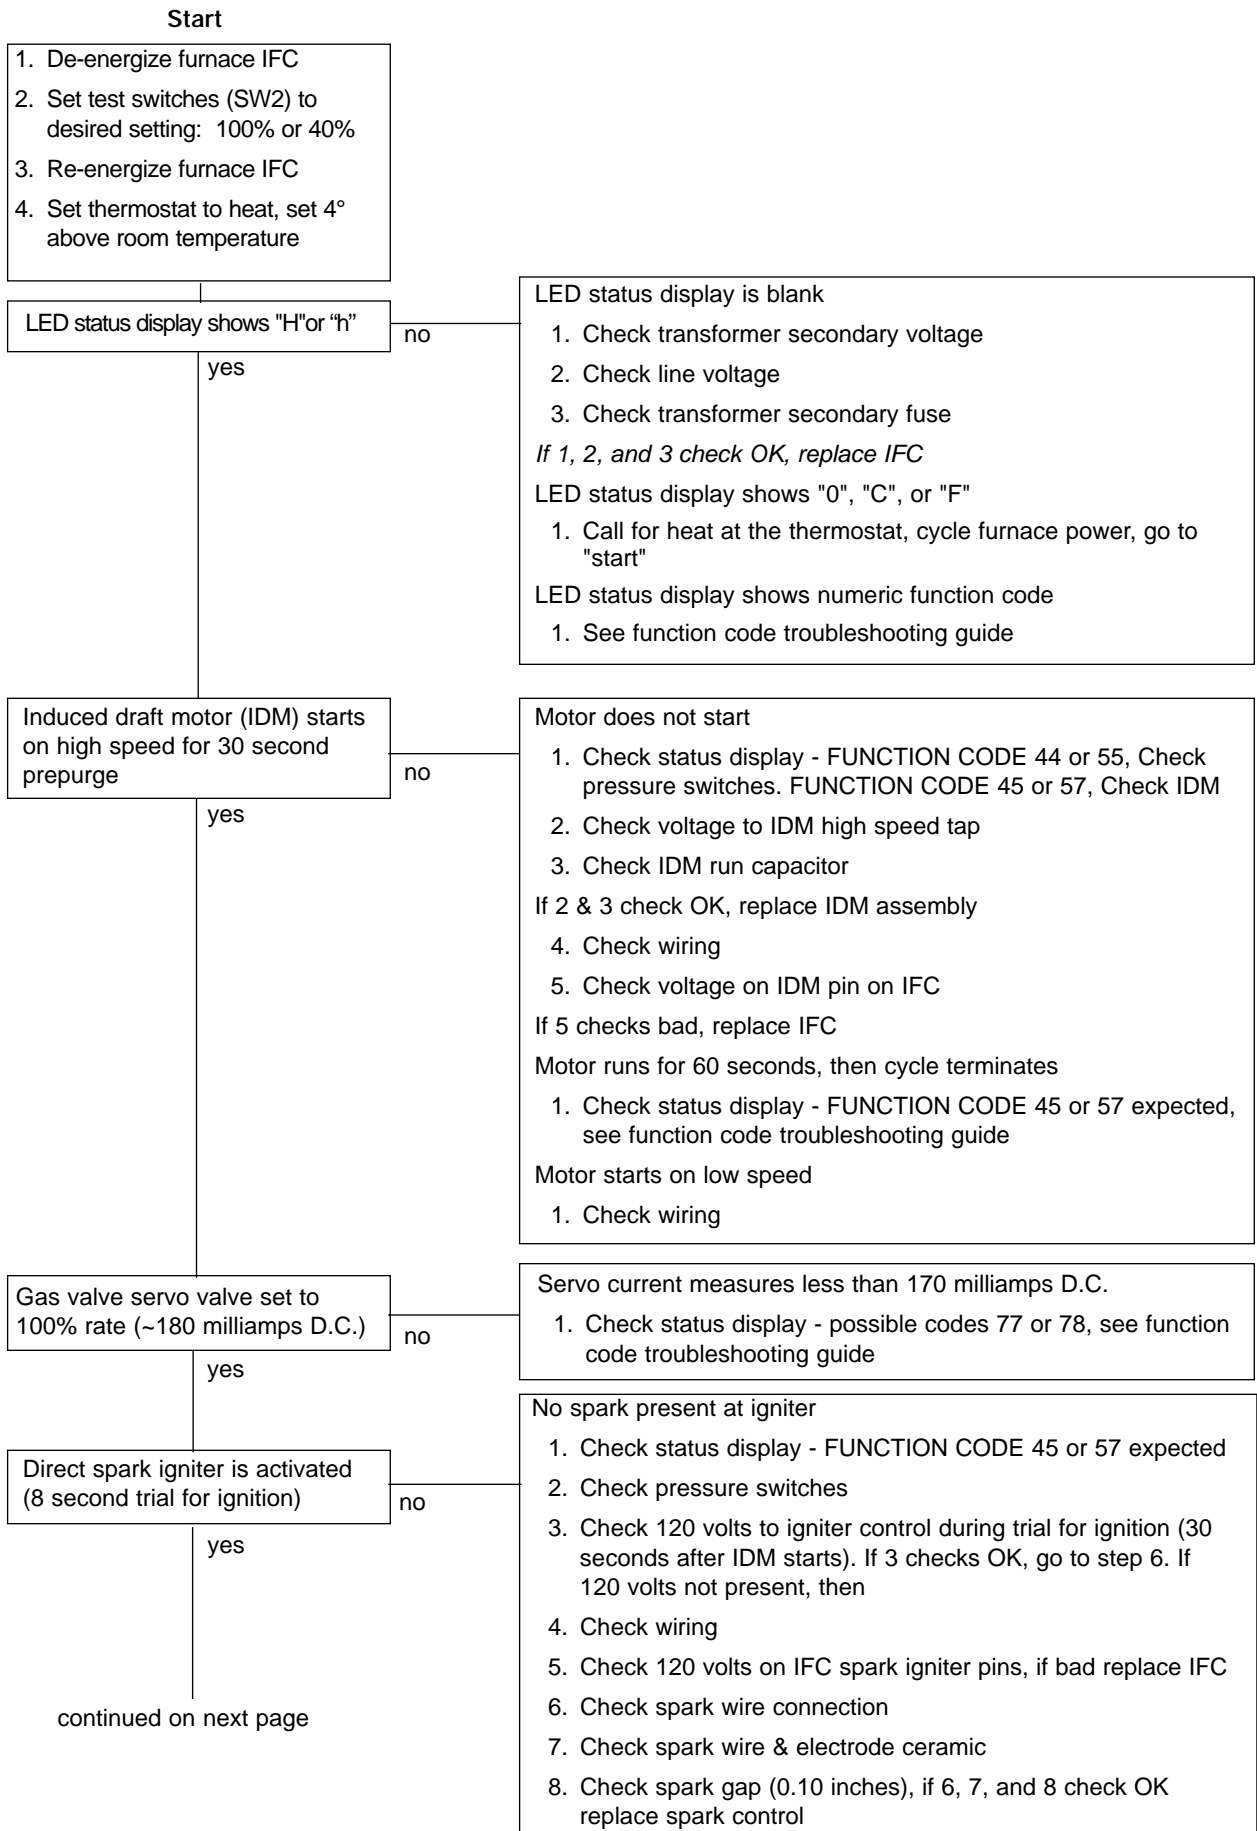 Start
1. De-energize furnace IFC
2. Set test switches (SW2) to
desired setting: 100% or 40%
3. Re-energize furnace IFC
4. Set thermostat to heat, set 4°
above room temperature
LED status display shows "H"or “h”
no
yes
LED status display is blank
1. Check transformer secondary voltage
2. Check line voltage
3. Check transformer secondary fuse
If 1, 2, and 3 check OK, replace IFC
LED status display shows "0", "C", or "F"
1. Call for heat at the thermostat, cycle furnace power, go to
"start"
LED status display shows numeric function code
1. See function code troubleshooting guide
Induced draft motor (IDM) starts
on high speed for 30 second
prepurge
no
yes
Motor does not start
1. Check status display - FUNCTION CODE 44 or 55, Check
pressure switches. FUNCTION CODE 45 or 57, Check IDM
2. Check voltage to IDM high speed tap
3. Check IDM run capacitor
If 2 & 3 check OK, replace IDM assembly
4. Check wiring
5. Check voltage on IDM pin on IFC
If 5 checks bad, replace IFC
Motor runs for 60 seconds, then cycle terminates
1. Check status display - FUNCTION CODE 45 or 57 expected,
see function code troubleshooting guide
Motor starts on low speed
1. Check wiring
Gas valve servo valve set to
100% rate (~180 milliamps D.C.)
no
yes
Servo current measures less than 170 milliamps D.C.
1. Check status display - possible codes 77 or 78, see function
code troubleshooting guide
Direct spark igniter is activated
(8 second trial for ignition)
no
yes
No spark present at igniter
1. Check status display - FUNCTION CODE 45 or 57 expected
2. Check pressure switches
3. Check 120 volts to igniter control during trial for ignition (30
seconds after IDM starts). If 3 checks OK, go to step 6. If
120 volts not present, then
4. Check wiring
5. Check 120 volts on IFC spark igniter pins, if bad replace IFC
6. Check spark wire connection
7. Check spark wire & electrode ceramic
8. Check spark gap (0.10 inches), if 6, 7, and 8 check OK
replace spark control
continued on next page